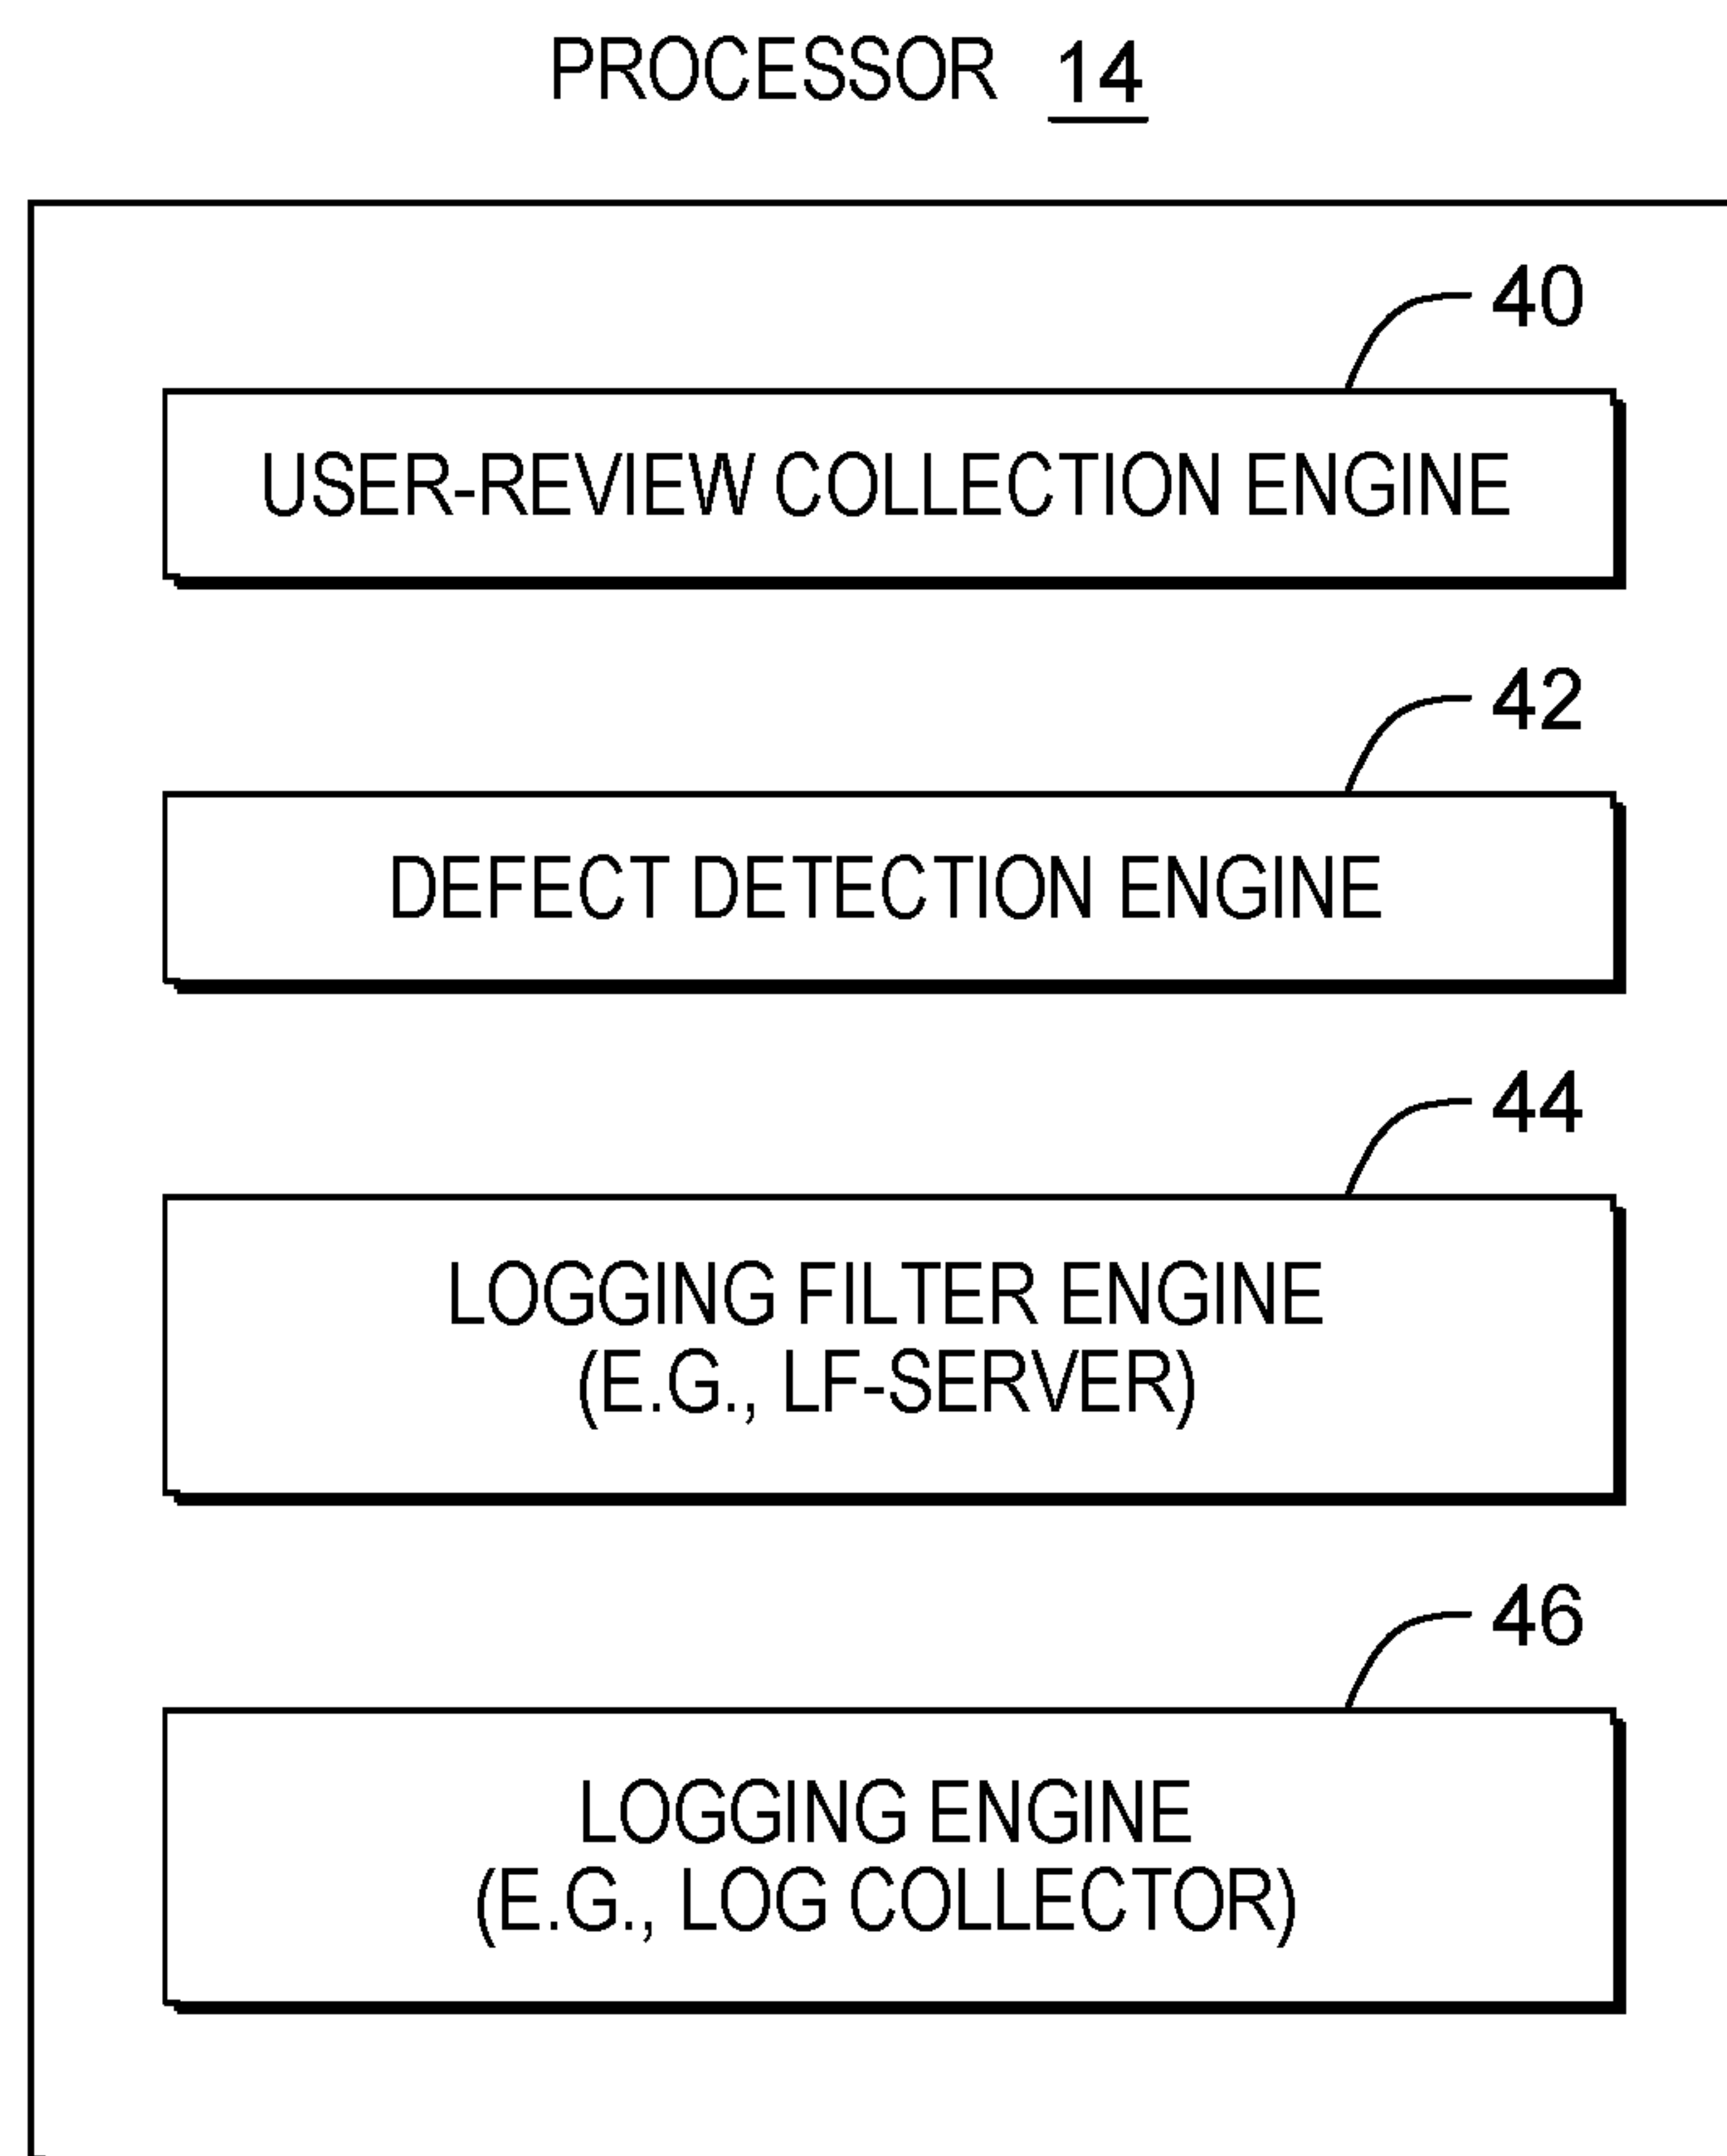 PROCESSOR 14
40
USER-REVIEW COLLECTION ENGINE
42
DEFECT DETECTION ENGINE
44
LOGGING FILTER ENGINE
(E.G., LF-SERVER)
46
LOGGING ENGINE
(E.G., LOG COLLECTOR)